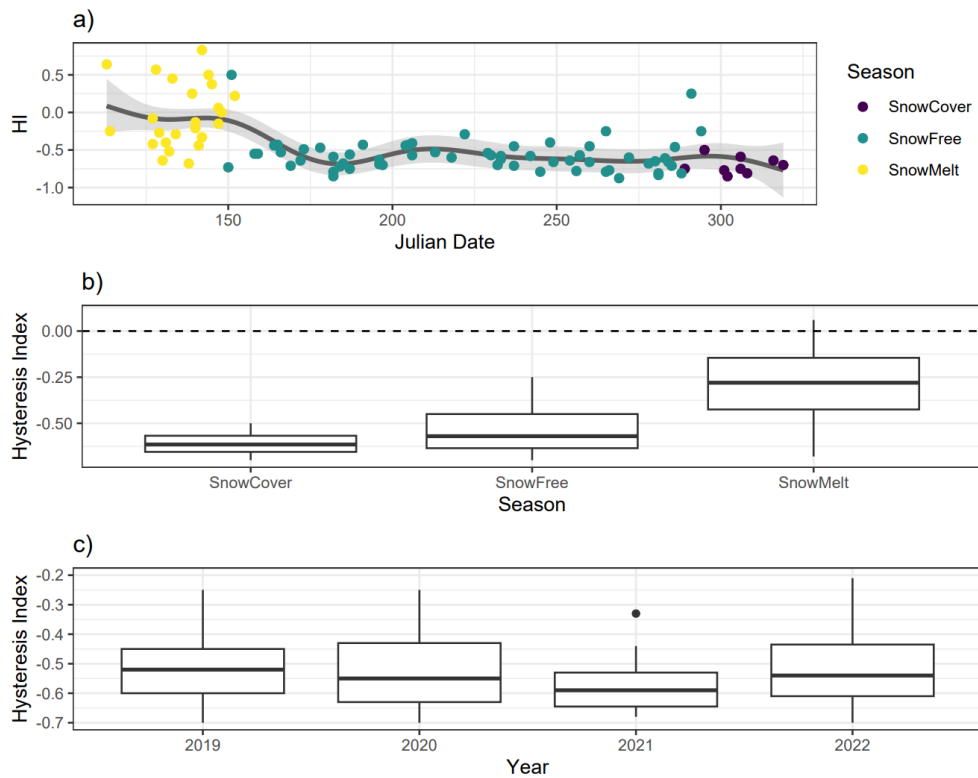 a)
0.5
0.0
-0.5
-1.0
HI
150
200
250
300
Julian Date
Season
SnowCover
SnowFree
SnowMelt
b)
0.00
-0.25
-0.50
Hysteresis Index
SnowCover
SnowFree
SnowMelt
Season
c)
-0.2
-0.3
-0.4
-0.5
-0.6
-0.7
Hysteresis Index
2019
2020
2021
2022
Year